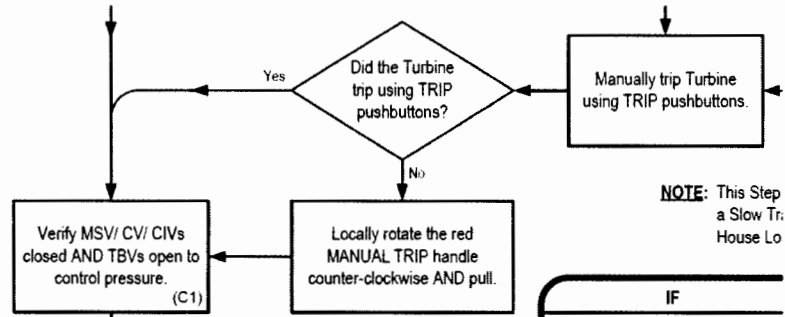 Did the Turbine
trip using TRIP
pushbuttons?
Yes
Manually trip Turbine
using TRIP pushbuttons.
No
NOTE: This Step
a Slow
House Lo
Verify MSV/ CV/ CIVs
closed AND TBVs open to
control pressure.
(C1)
Locally rotate the red
MANUAL TRIP handle
counter-clockwise AND pull.
IF